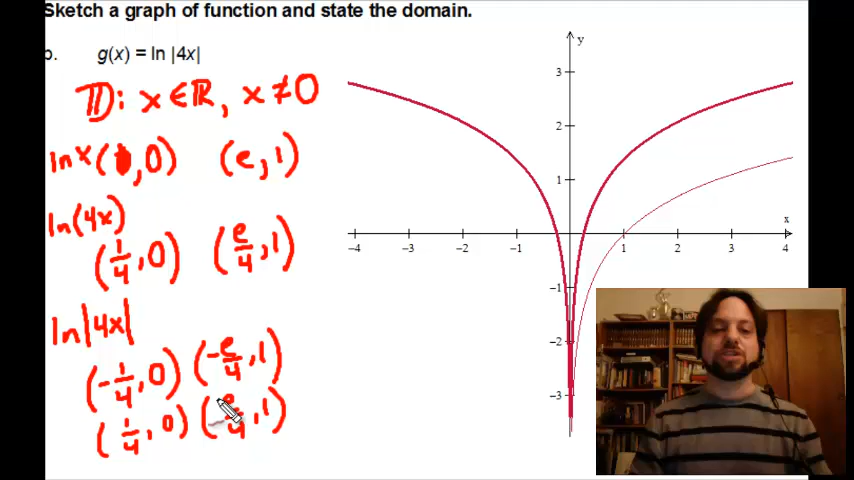 Sketch a graph of function and state the domain.
b. g(x) = ln |4x|
D: x ∈ ℝ, x ≠ 0
ln x (1, 0) (e, 1)
ln(4x)
(1/4, 0) (e/4, 1)
ln|4x|
(-1/4, 0) (-e/4, 1)
(1/4, 0) (e/4, 1)
y
3
2
1
x
-4 -3 -2 -1 1 2 3 4
-1
-2
-3